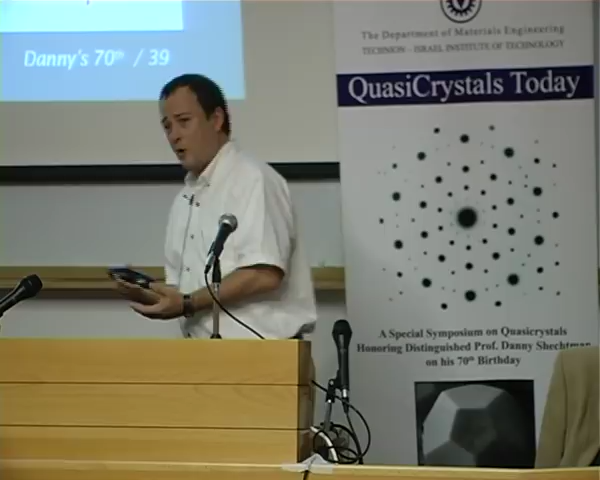 Danny's 70th / 39
The Department of Materials Engineering
TECHNION - ISRAEL INSTITUTE OF TECHNOLOGY
QuasiCrystals Today
A Special Symposium on Quasicrystals
Honoring Distinguished Prof. Danny Shechtman
on his 70th Birthday